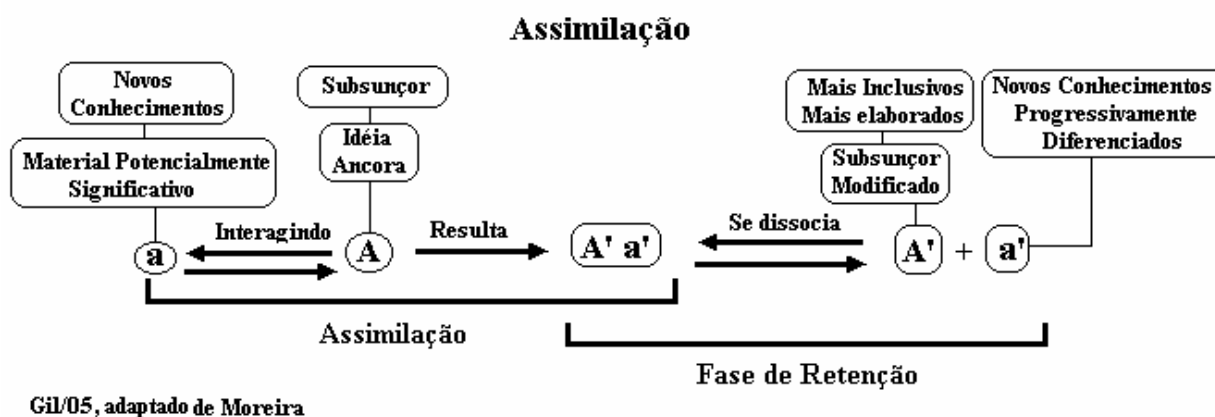 Assimilação
Novos
Conhecimentos
Material Potencialmente
Significativo
a
Interagindo
Subsunçor
Idéia
Ancora
A
Resulta
A' a'
Se dissocia
Mais Inclusivos
Mais elaborados
Subsunçor
Modificado
A'
+
Novos Conhecimentos
Progressivamente
Diferenciados
a'
Assimilação
Fase de Retenção
Gil/05, adaptado de Moreira